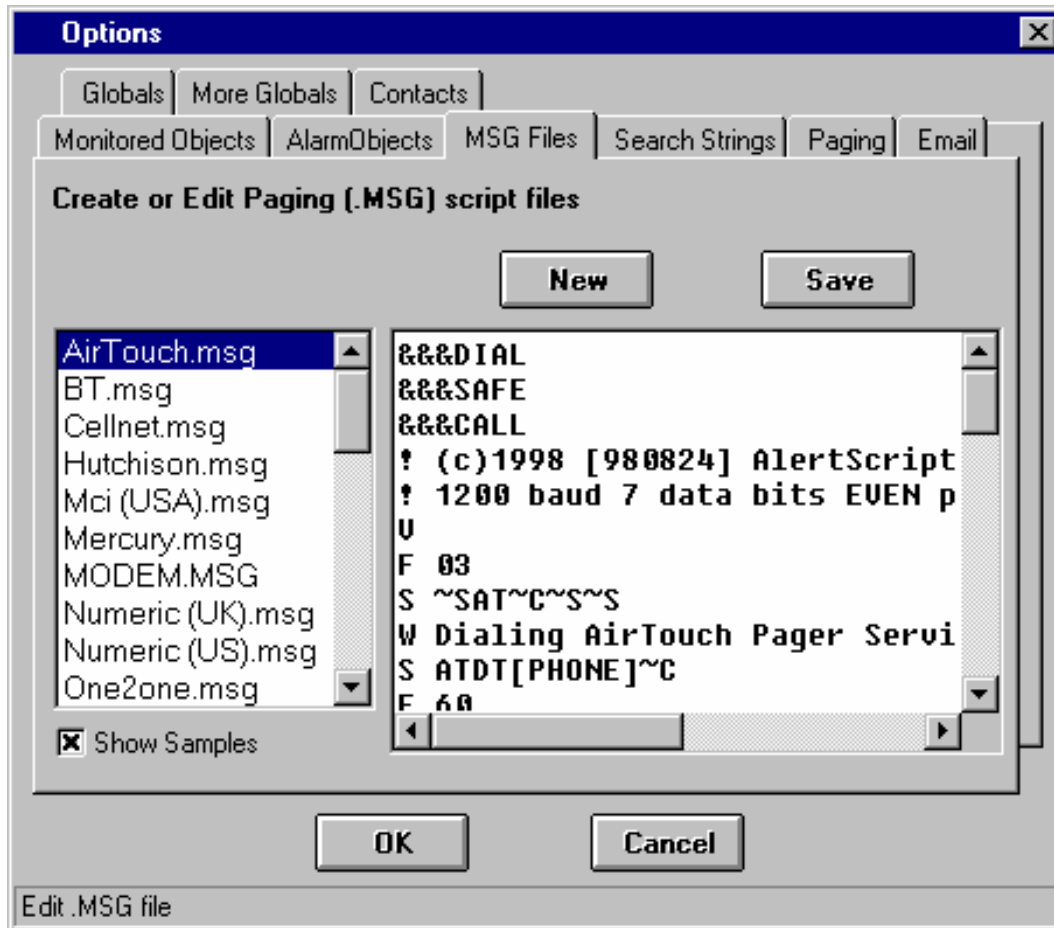 Options
Globals More Globals Contacts
Monitored Objects AlarmObjects MSG Files Search Strings Paging Email
Create or Edit Paging (.MSG) script files
New Save
AirTouch.msg
BT.msg
Cellnet.msg
Hutchison.msg
Mci (USA).msg
Mercury.msg
MODEM.MSG
Numeric (UK).msg
Numeric (US).msg
One2one.msg
&&&DIAL
&&&SAFE
&&&CALL
! (c)1998 [980824] AlertScript
! 1200 baud 7 data bits EVEN p
V
F 03
S ~SAT~C~S~S
W Dialing AirTouch Pager Servi
S ATDT[PHONE]~C
F 60
Show Samples
OK Cancel
Edit .MSG file